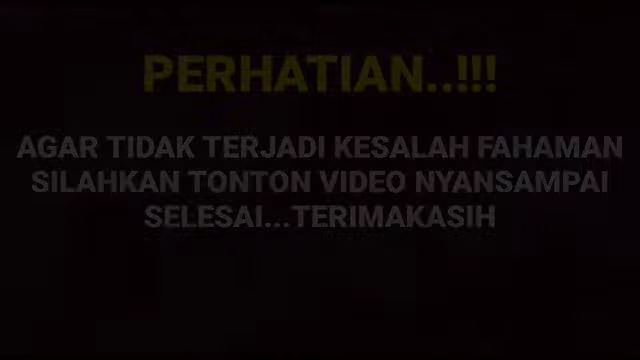 PERHATIAN..!!!
AGAR TIDAK TERJADI KESALAH FAHAMAN
SILAHKAN TONTON VIDEO NYANSAMPAI
SELESAI...TERIMAKASIH